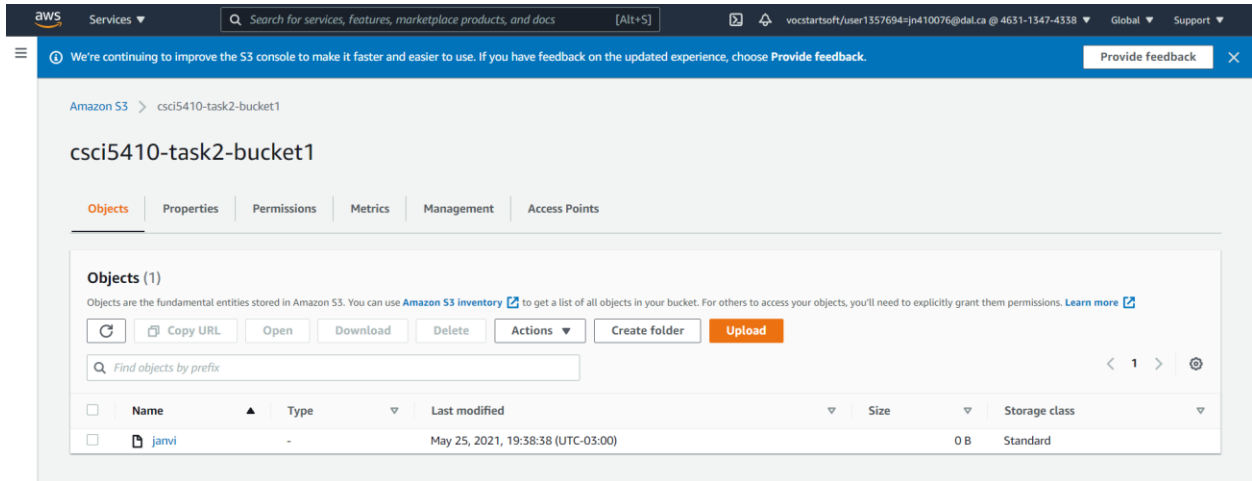 aws Services ▼ Search for services, features, marketplace products, and docs [Alt+S] vocstartsoft/user1357694=jn410076@dal.ca @ 4631-1347-4338 ▼ Global ▼ Support ▼
We're continuing to improve the S3 console to make it faster and easier to use. If you have feedback on the updated experience, choose Provide feedback. Provide feedback
Amazon S3 > csci5410-task2-bucket1
csci5410-task2-bucket1
Objects Properties Permissions Metrics Management Access Points
Objects (1)
Objects are the fundamental entities stored in Amazon S3. You can use Amazon S3 inventory to get a list of all objects in your bucket. For others to access your objects, you'll need to explicitly grant them permissions. Learn more
Copy URL Open Download Delete Actions ▼ Create folder Upload
Find objects by prefix
< 1 >
Name ▲ Type ▽ Last modified ▽ Size ▽ Storage class ▽
janvi - May 25, 2021, 19:38:38 (UTC-03:00) 0 B Standard